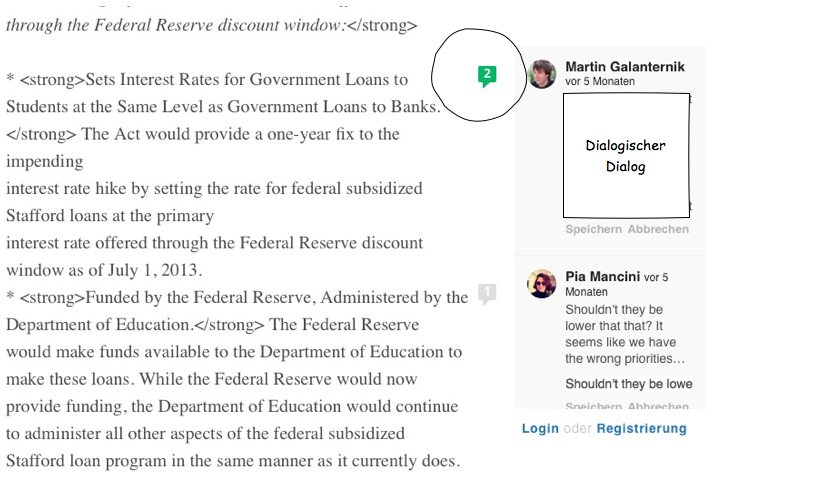 through the Federal Reserve discount window:</strong>
* <strong>Sets Interest Rates for Government Loans to
Students at the Same Level as Government Loans to Banks.
</strong> The Act would provide a one-year fix to the
impending
interest rate hike by setting the rate for federal subsidized
Stafford loans at the primary
interest rate offered through the Federal Reserve discount
window as of July 1, 2013.
* <strong>Funded by the Federal Reserve, Administered by the
Department of Education.</strong> The Federal Reserve
would make funds available to the Department of Education to
make these loans. While the Federal Reserve would now
provide funding, the Department of Education would continue
to administer all other aspects of the federal subsidized
Stafford loan program in the same manner as it currently does.
2
1
Martin Galanternik
vor 5 Monaten
Dialogischer
Dialog
Speichern Abbrechen
Pia Mancini vor 5
Monaten
Shouldn't they be
lower that that? It
seems like we have
the wrong priorities...
Shouldn't they be lowe
Speichern Abbrechen
Login oder Registrierung